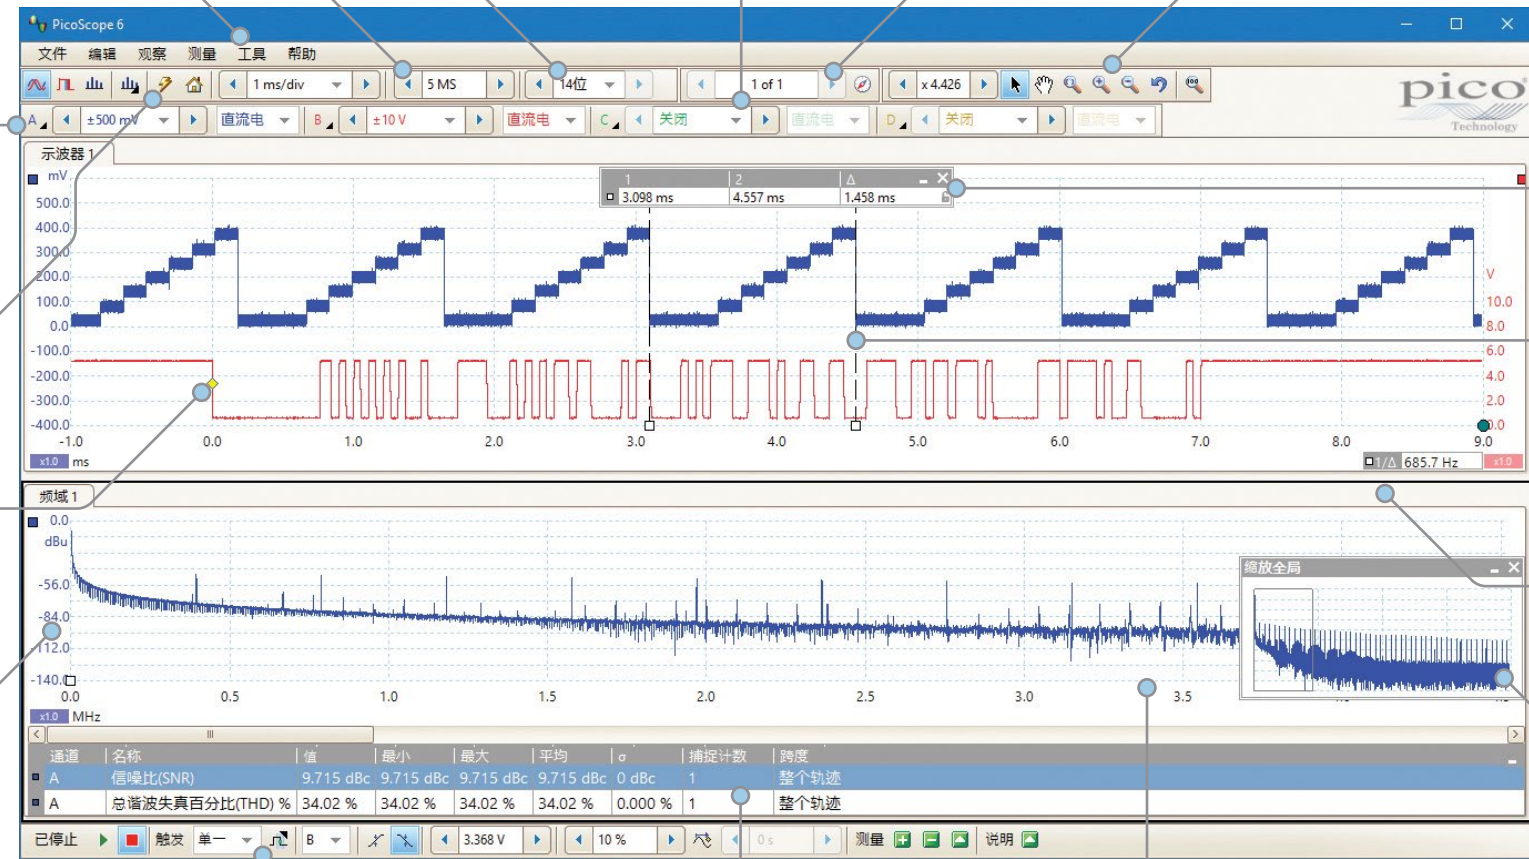 PicoScope 6
文件 编辑 观察 测量 工具 帮助
1 ms/div 5 MS 14位 1 of 1 x 4.426
pico
Technology
A ±500 mV 直流电 B ±10 V 直流电 C 关闭 直流电 D 关闭 直流电
示波器 1
mV
1 2 Δ
3.098 ms 4.557 ms 1.458 ms
500.0
400.0
300.0
200.0 V
100.0 10.0
0.0 8.0
-100.0 6.0
-200.0 4.0
-300.0 2.0
-400.0 0.0
-1.0 0.0 1.0 2.0 3.0 4.0 5.0 6.0 7.0 8.0 9.0
x1.0 ms 1/Δ 685.7 Hz x1.0
频域 1
0.0
dBu
缩放全局
-56.0
-84.0
-112.0
-140.0
0.0 0.5 1.0 1.5 2.0 2.5 3.0 3.5
x1.0 MHz
通道 名称 值 最小 最大 平均 σ 捕捉计数 跨度
A 信噪比(SNR) 9.715 dBc 9.715 dBc 9.715 dBc 9.715 dBc 0 dBc 1 整个轨迹
A 总谐波失真百分比(THD) % 34.02 % 34.02 % 34.02 % 34.02 % 0.000 % 1 整个轨迹
已停止 触发 单一 B 3.368 V 10 % 0 s 测量 说明